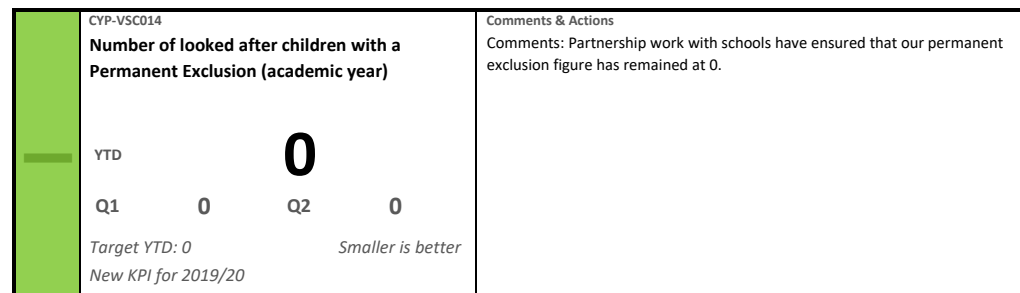 CYP-VSC014
Number of looked after children with a
Permanent Exclusion (academic year)
YTD 0
Q1 0 Q2 0
Target YTD: 0 Smaller is better
New KPI for 2019/20
Comments & Actions
Comments: Partnership work with schools have ensured that our permanent
exclusion figure has remained at 0.